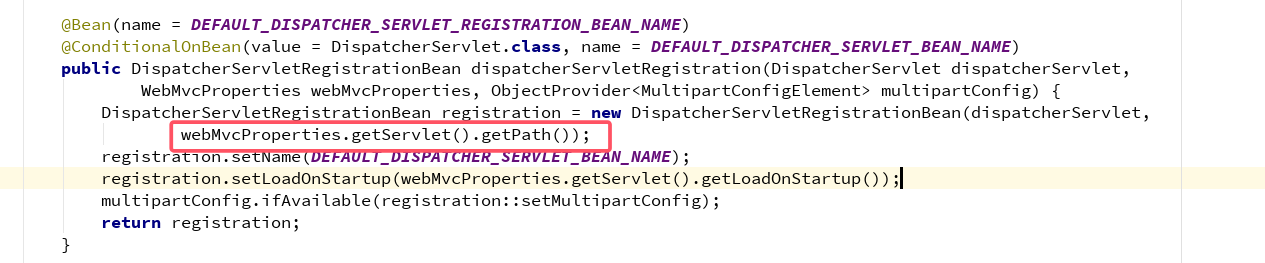 @Bean(name = DEFAULT_DISPATCHER_SERVLET_REGISTRATION_BEAN_NAME)
@ConditionalOnBean(value = DispatcherServlet.class, name = DEFAULT_DISPATCHER_SERVLET_BEAN_NAME)
public DispatcherServletRegistrationBean dispatcherServletRegistration(DispatcherServlet dispatcherServlet,
WebMvcProperties webMvcProperties, ObjectProvider<MultipartConfigElement> multipartConfig) {
DispatcherServletRegistrationBean registration = new DispatcherServletRegistrationBean(dispatcherServlet,
webMvcProperties.getServlet().getPath());
registration.setName(DEFAULT_DISPATCHER_SERVLET_BEAN_NAME);
registration.setLoadOnStartup(webMvcProperties.getServlet().getLoadOnStartup());
multipartConfig.ifAvailable(registration::setMultipartConfig);
return registration;
}